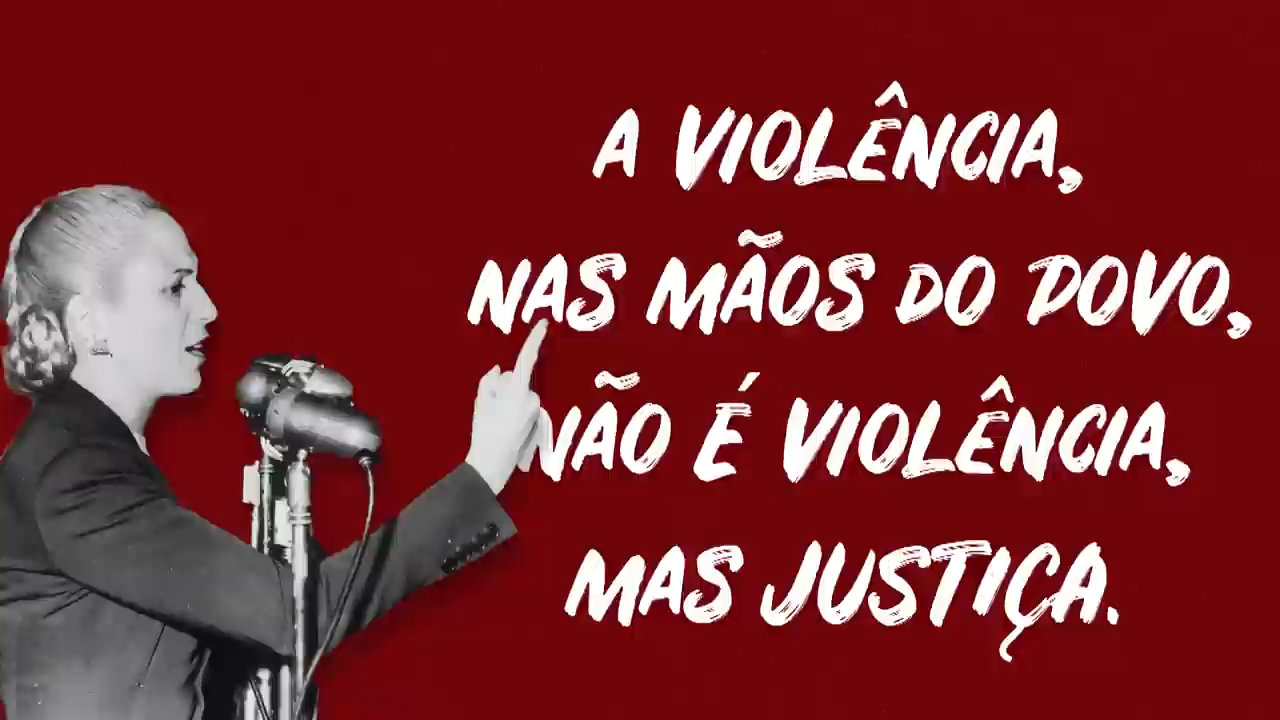 A VIOLÊNCIA,
NAS MÃOS DO POVO,
NÃO É VIOLÊNCIA,
MAS JUSTIÇA.